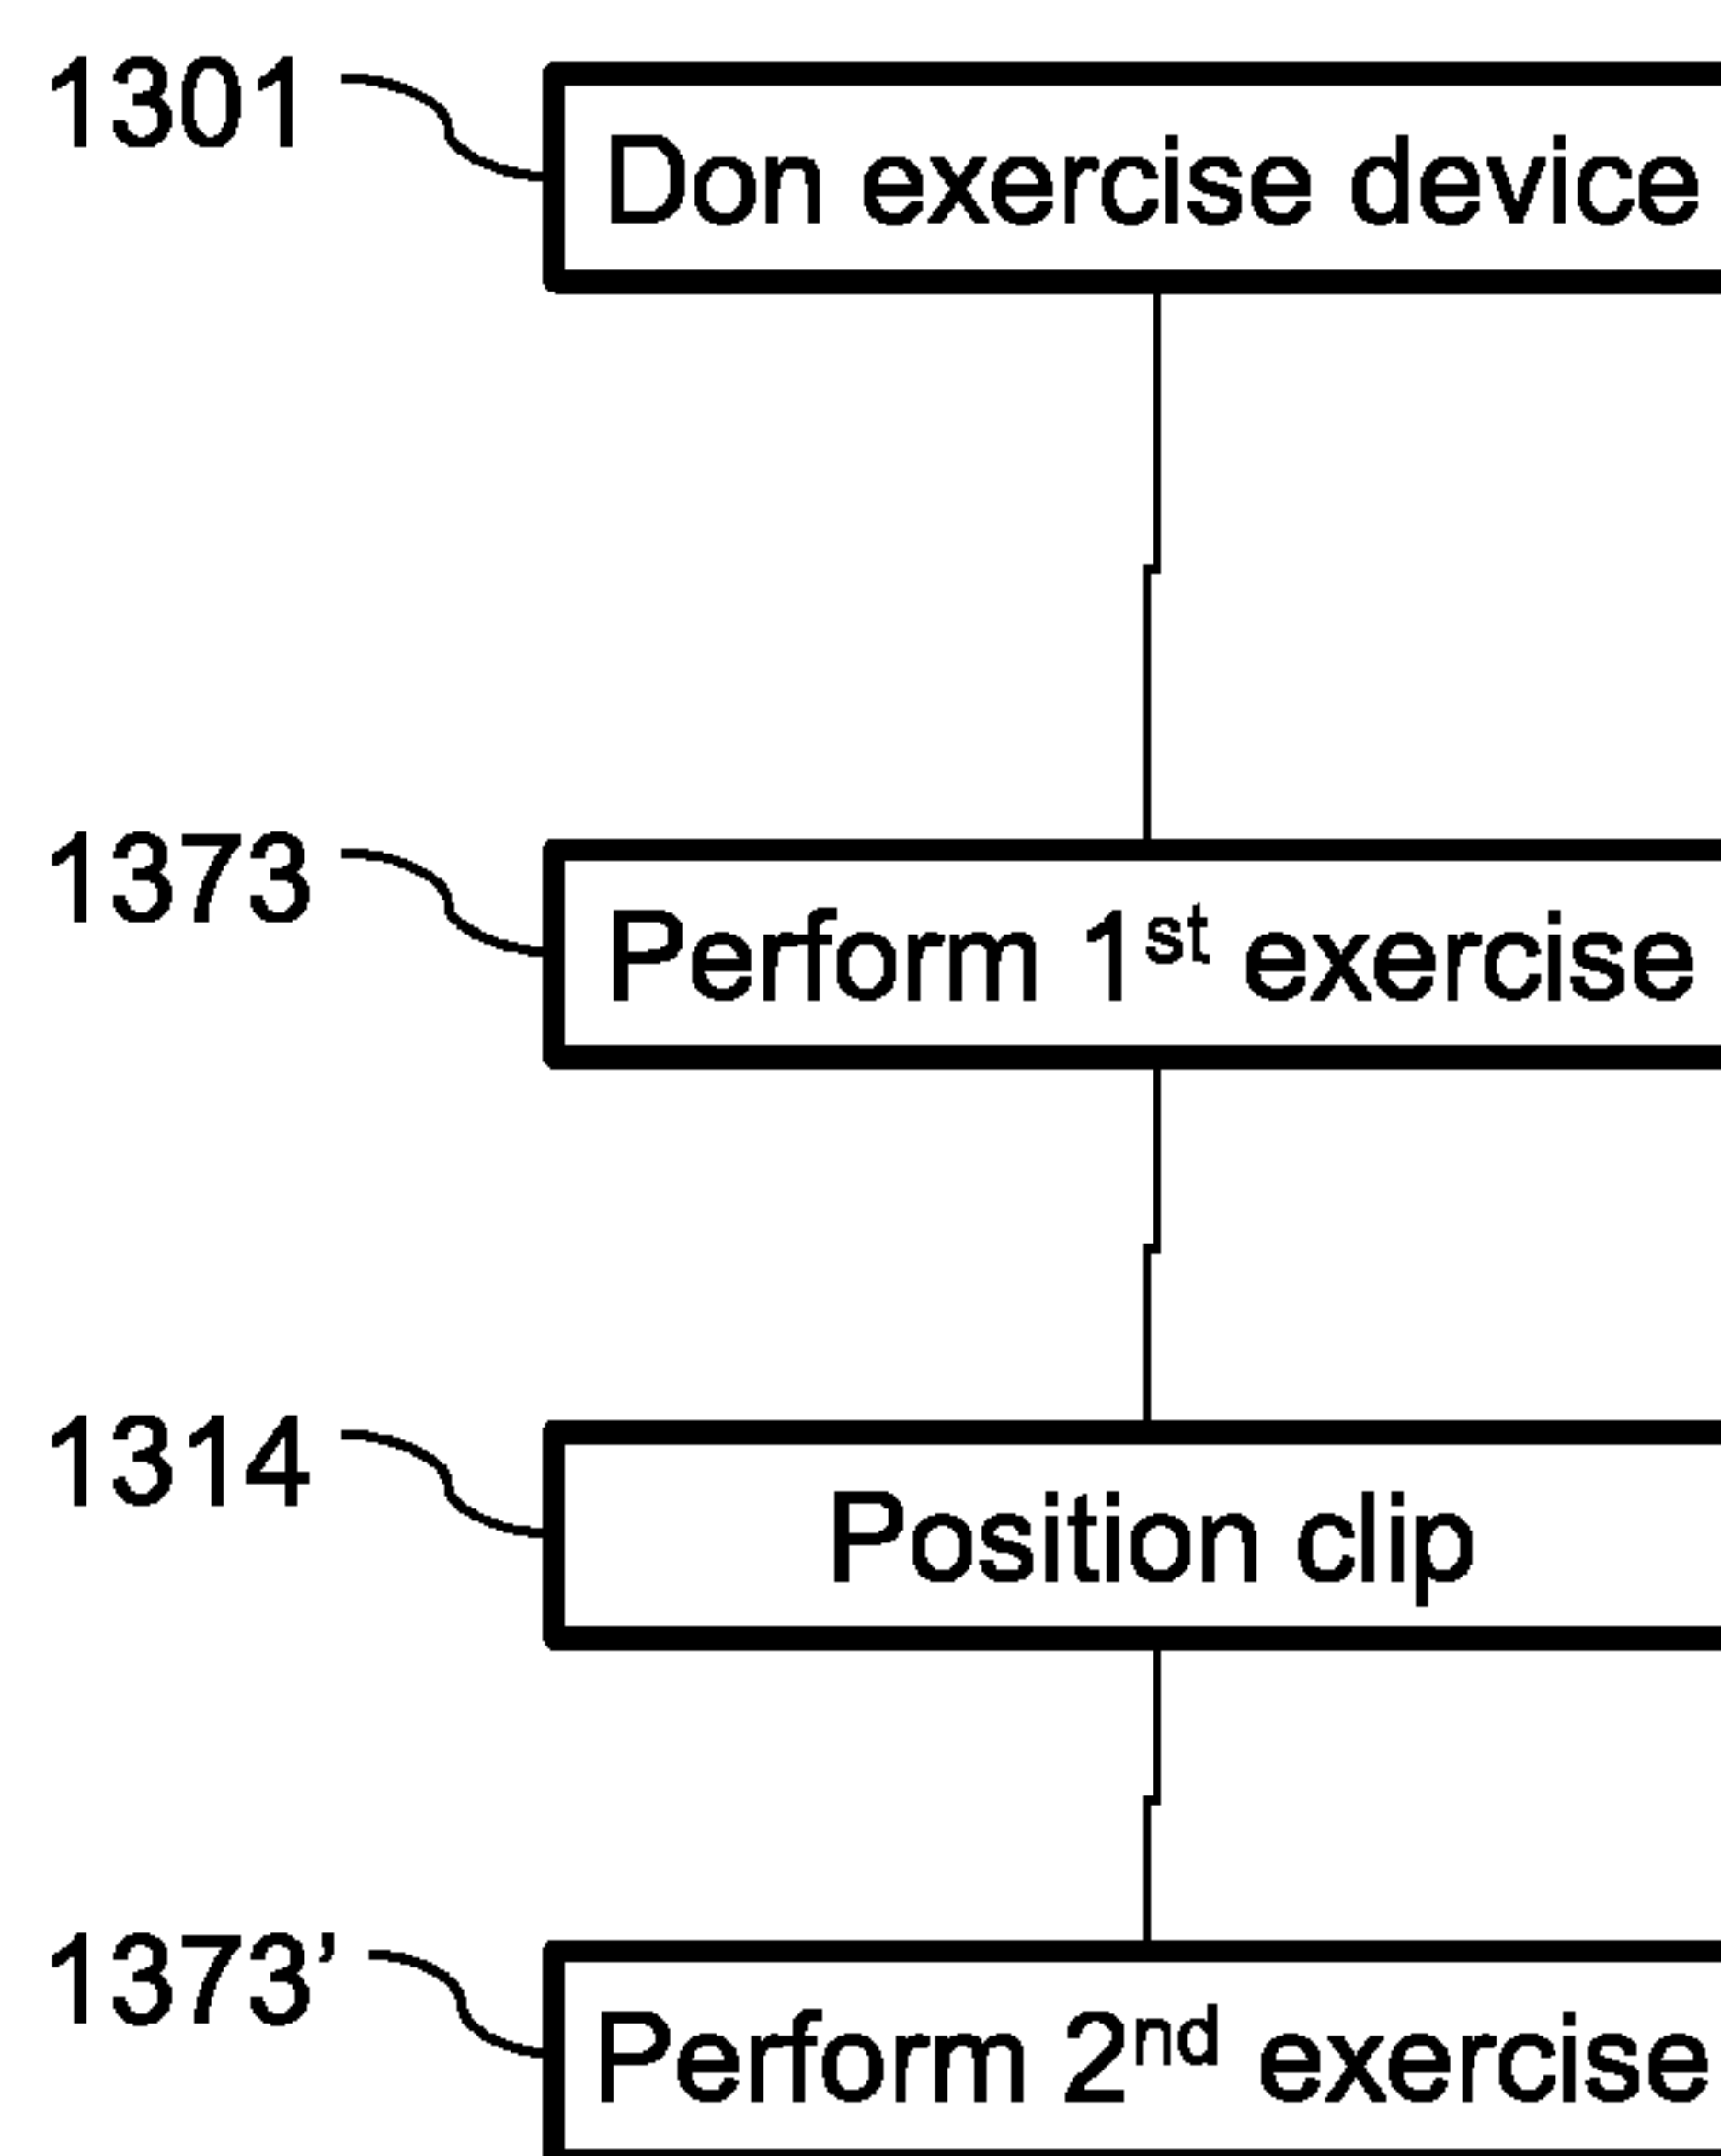 1301
Don exercise device
1373
Perform 1st exercise
1314
Position clip
1373’
Perform 2nd exercise